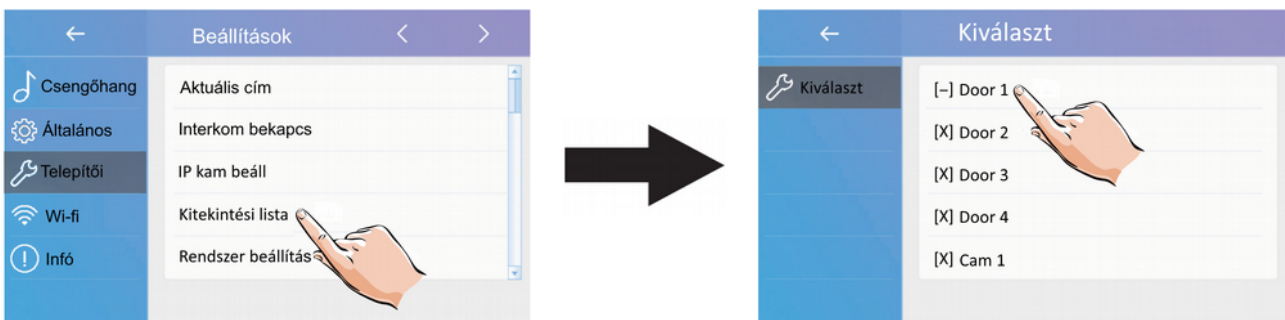 Beállítások
Csengőhang
Általános
Telepítői
Wi-fi
Infó
Aktuális cím
Interkom bekapcs
IP kam beáll
Kitekintési lista
Rendszer beállítás
Kiválaszt
Kiválaszt
[–] Door 1
[X] Door 2
[X] Door 3
[X] Door 4
[X] Cam 1